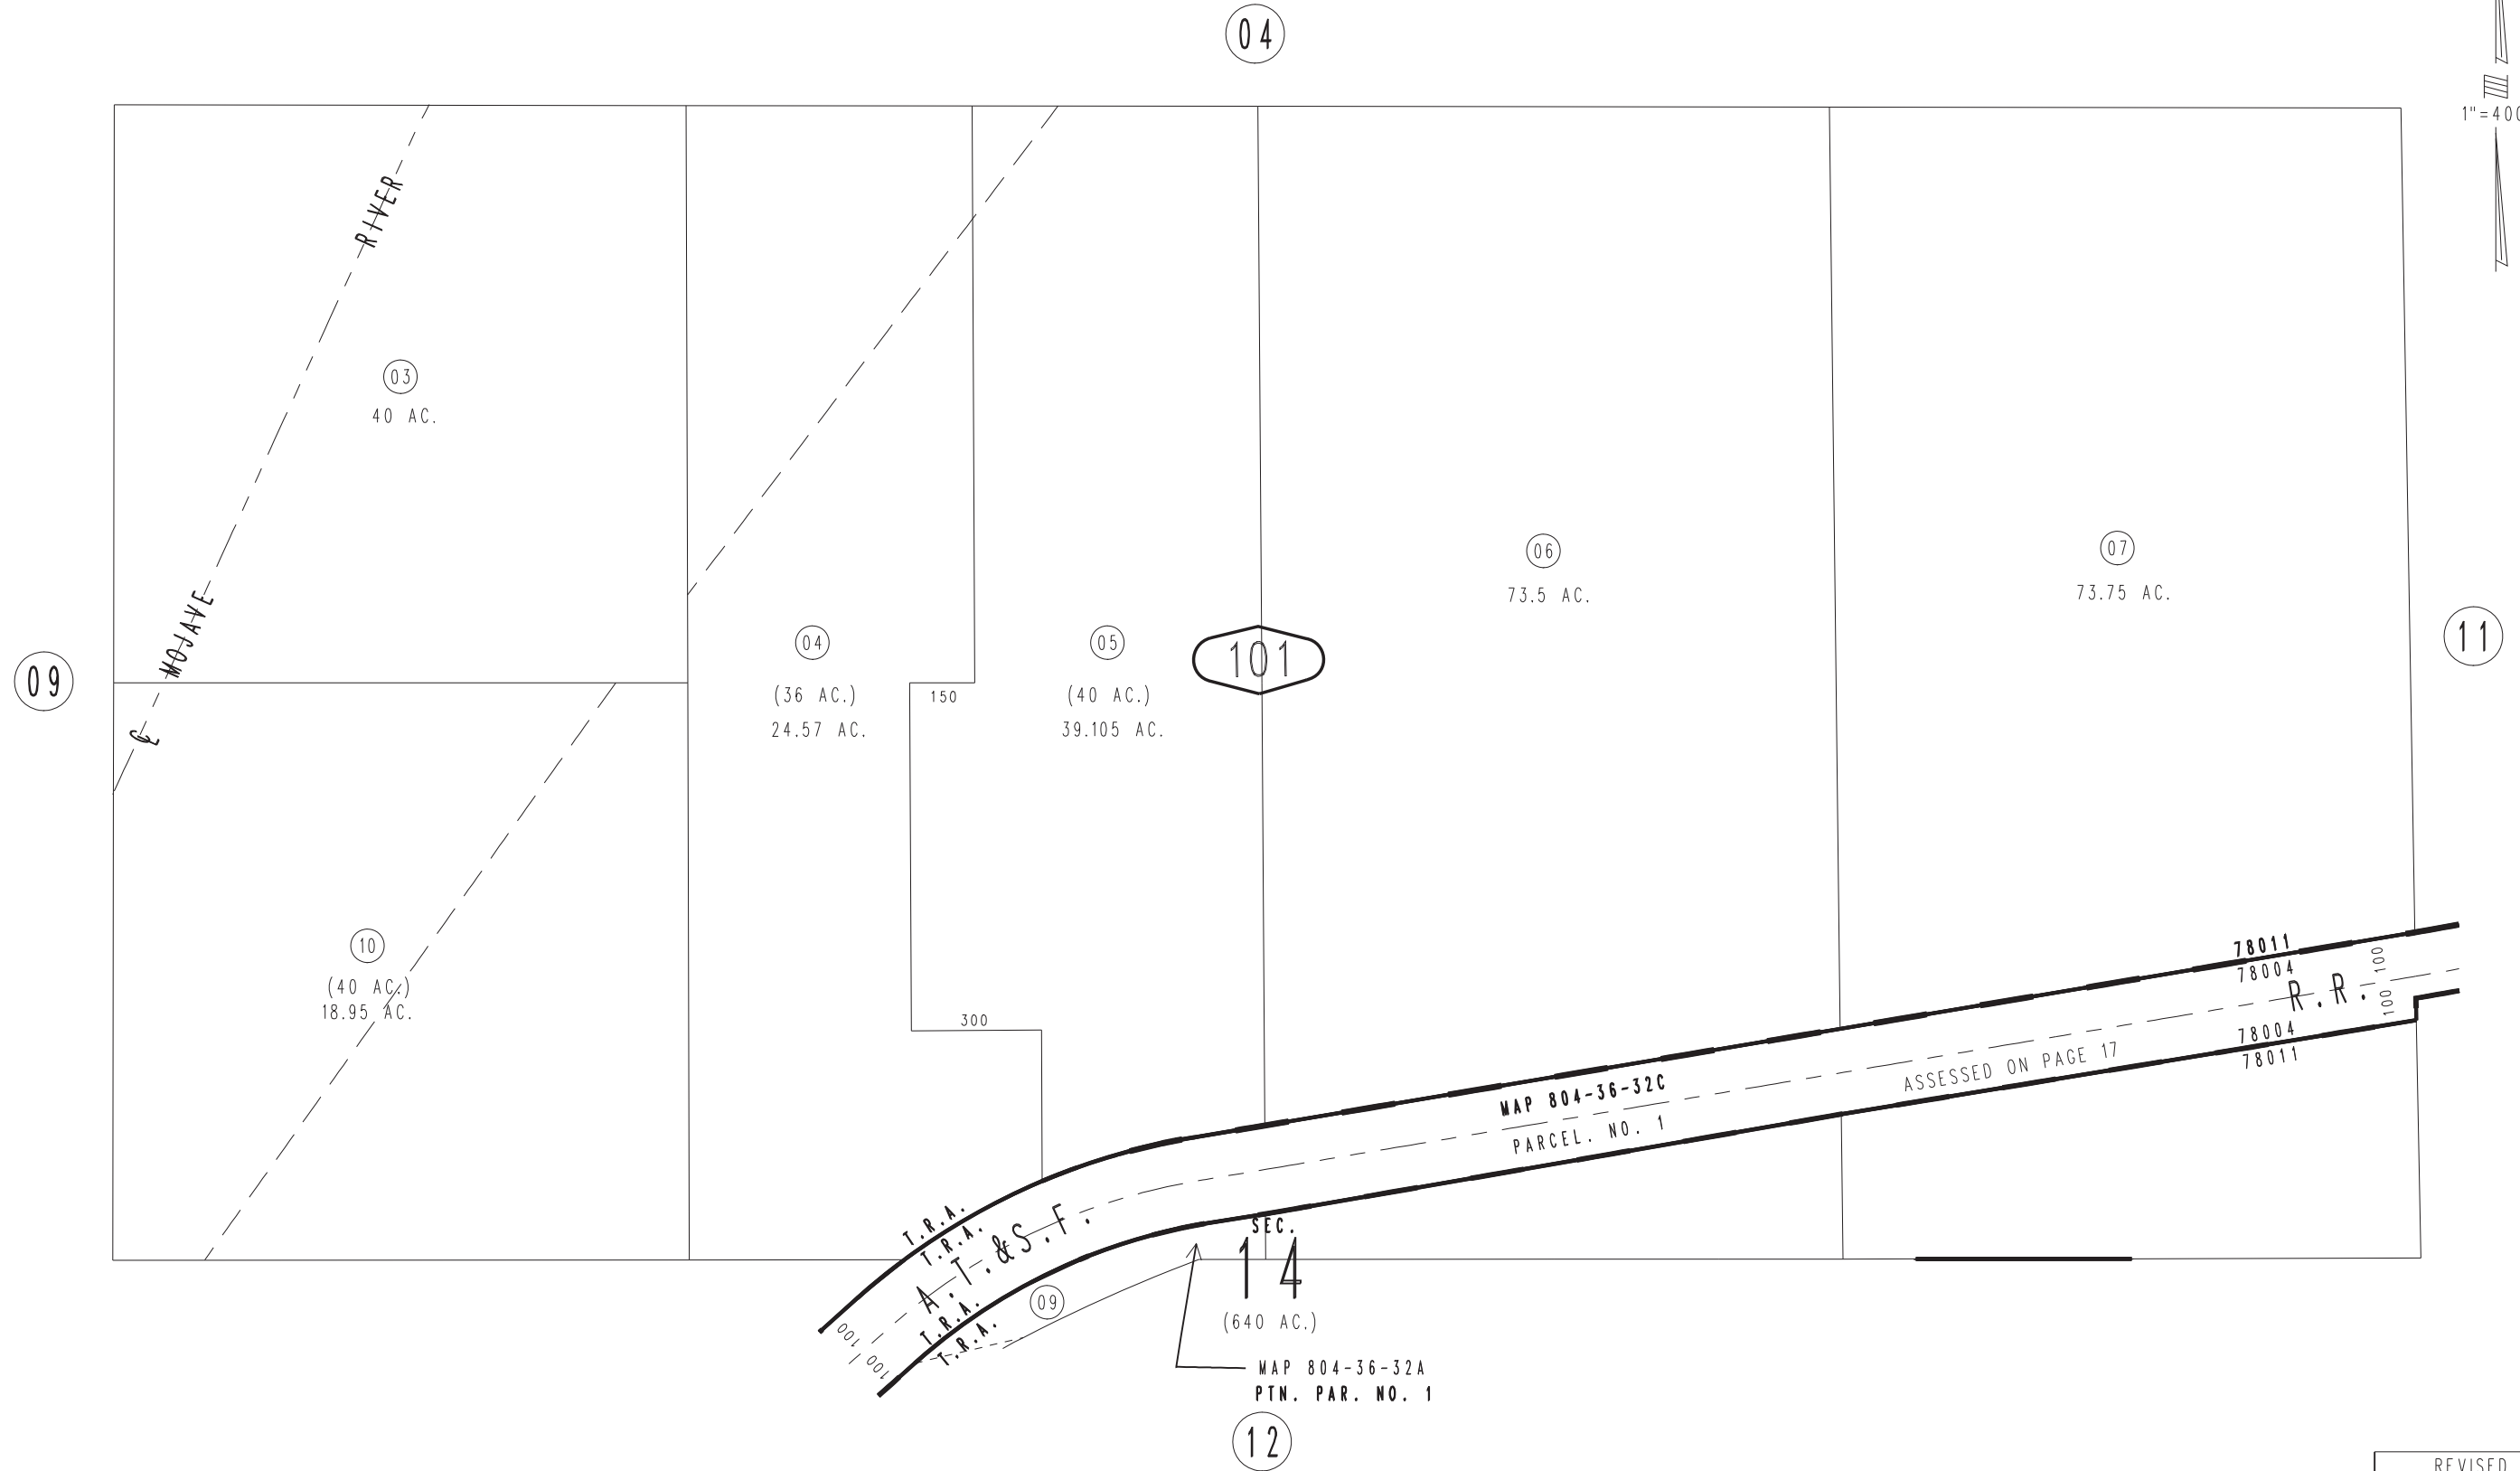 04
1"=400
RIVER
MOJAVE
℄
03
40 AC.
06
73.5 AC.
07
73.75 AC.
04
(36 AC.)
24.57 AC.
05
(40 AC.)
39.105 AC.
101
09
11
150
10
(40 AC.)
18.95 AC.
300
78011
78004
R.R.
100
100
78004
78011
ASSESSED ON PAGE 17
MAP 804-36-32C
PARCEL. NO. 1
T.R.A.
T.R.A.
A.T.&S.F.
T.R.A.
T.R.A.
100
100
09
SEC.
14
(640 AC.)
MAP 804-36-32A
PTN. PAR. NO. 1
12
REVISED